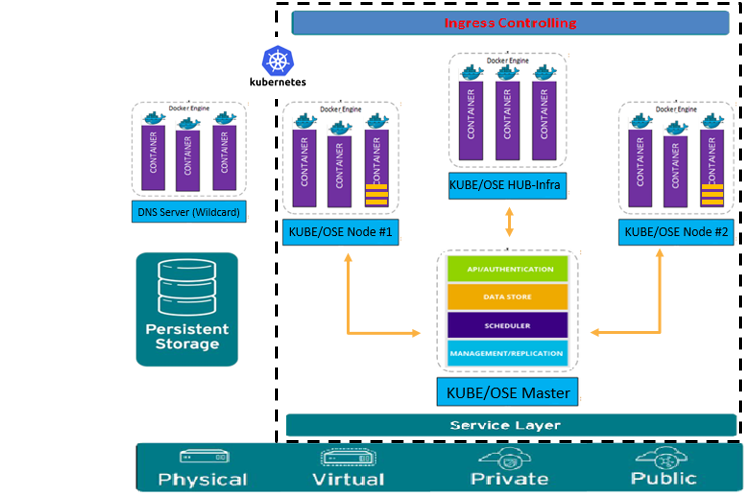 Ingress Controlling
kubernetes
Docker Engine
CONTAINER
CONTAINER
CONTAINER
DNS Server (Wildcard)
Docker Engine
CONTAINER
CONTAINER
CONTAINER
KUBE/OSE Node #1
Docker Engine
CONTAINER
CONTAINER
CONTAINER
KUBE/OSE HUB-Infra
Docker Engine
CONTAINER
CONTAINER
CONTAINER
KUBE/OSE Node #2
Persistent
Storage
API/AUTHENTICATION
DATA STORE
SCHEDULER
MANAGEMENT/REPLICATION
KUBE/OSE Master
Service Layer
Physical
Virtual
Private
Public